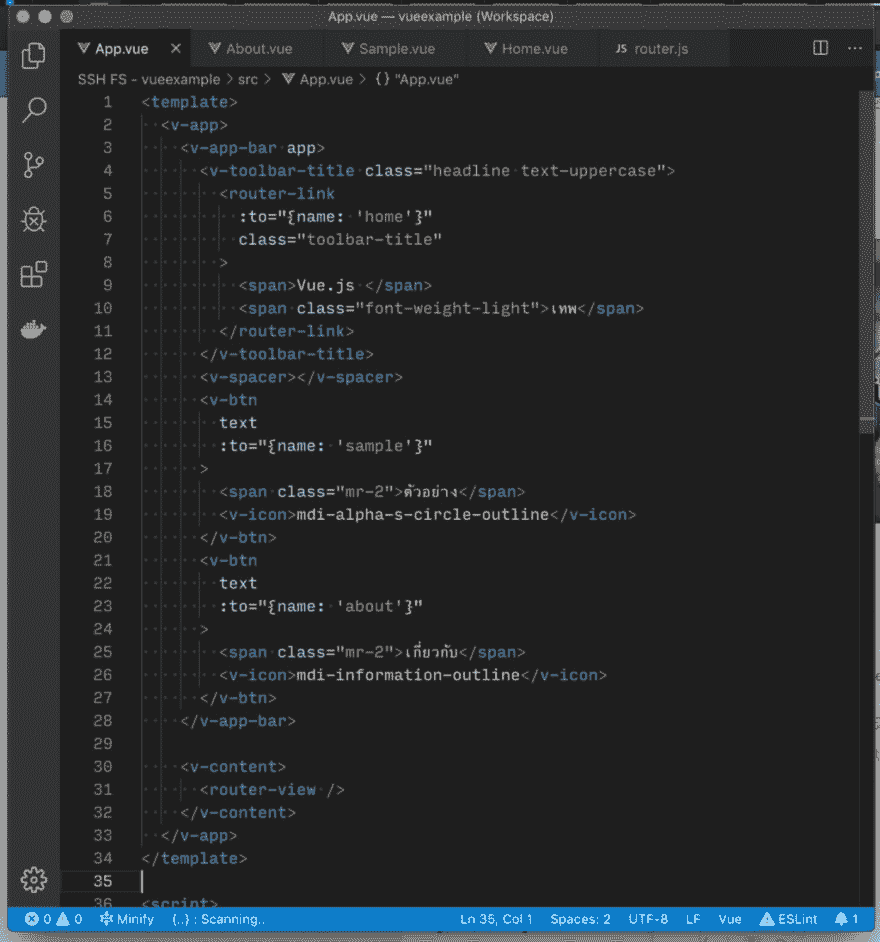 App.vue — vueexample (Workspace)
App.vue × About.vue Sample.vue Home.vue JS router.js ...
SSH FS - vueexample > src > App.vue > {} "App.vue"
1 <template>
2 <v-app>
3 <v-app-bar app>
4 <v-toolbar-title class="headline text-uppercase">
5 <router-link
6 :to="{name: 'home'}"
7 class="toolbar-title"
8 >
9 <span>Vue.js </span>
10 <span class="font-weight-light">เทพ</span>
11 </router-link>
12 </v-toolbar-title>
13 <v-spacer></v-spacer>
14 <v-btn
15 text
16 :to="{name: 'sample'}"
17 >
18 <span class="mr-2">ตัวอย่าง</span>
19 <v-icon>mdi-alpha-s-circle-outline</v-icon>
20 </v-btn>
21 <v-btn
22 text
23 :to="{name: 'about'}"
24 >
25 <span class="mr-2">เกี่ยวกับ</span>
26 <v-icon>mdi-information-outline</v-icon>
27 </v-btn>
28 </v-app-bar>
29
30 <v-content>
31 <router-view />
32 </v-content>
33 </v-app>
34 </template>
35
36 <script>
0 0 Minify {..} : Scanning.. Ln 35, Col 1 Spaces: 2 UTF-8 LF Vue ESLint 1